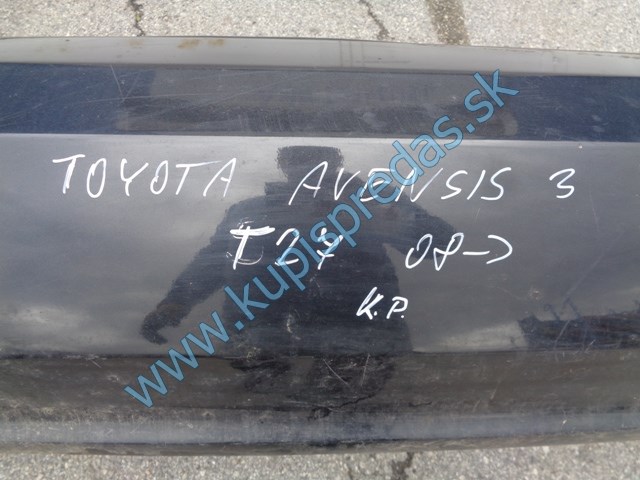 TOYOTA AVENSIS 3
T27 08->
K.P.
www.kupispredas.sk